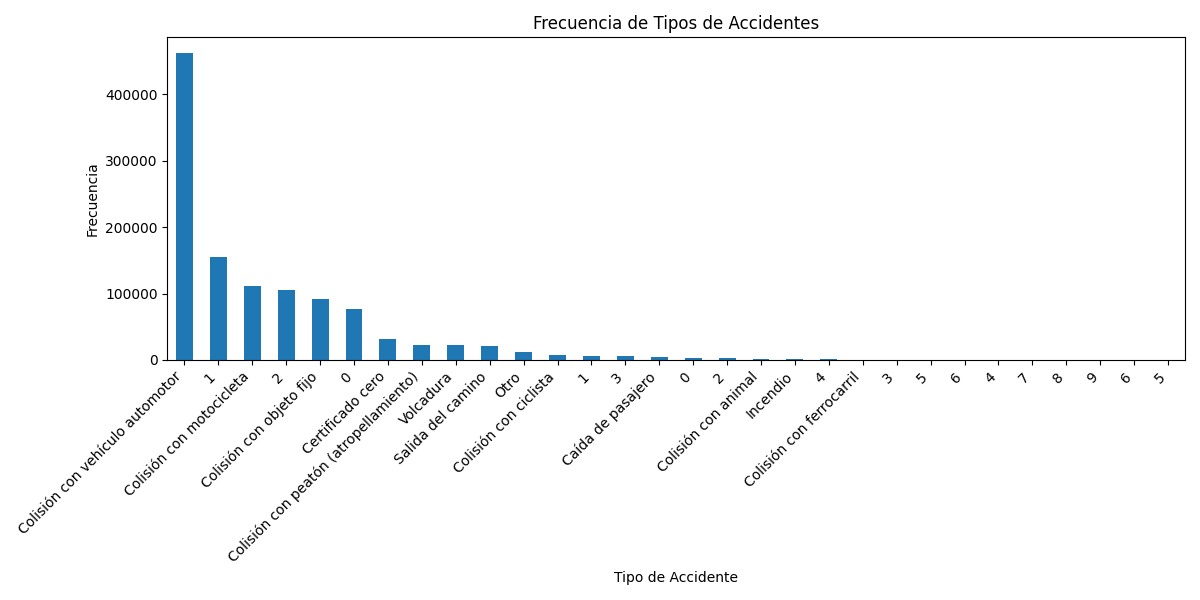 Frecuencia de Tipos de Accidentes
Frecuencia
400000
300000
200000
100000
0
Colisión con vehículo automotor
1
Colisión con motocicleta
2
Colisión con objeto fijo
0
Certificado cero
Colisión con peatón (atropellamiento)
Volcadura
Salida del camino
Otro
Colisión con ciclista
1
3
Caída de pasajero
0
2
Colisión con animal
Incendio
4
Colisión con ferrocarril
3
5
6
4
7
8
9
6
5
Tipo de Accidente